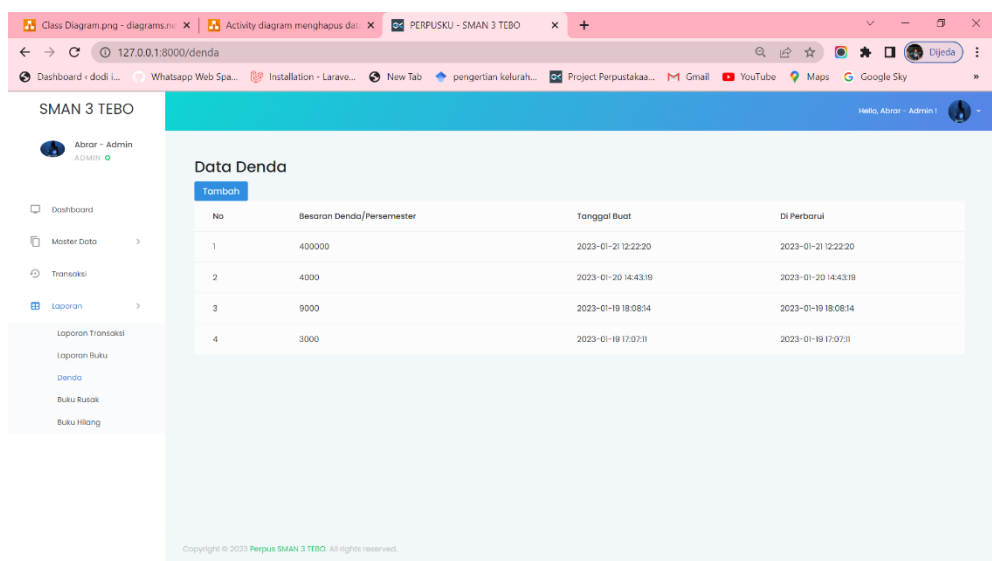 Class Diagram.png - diagrams.ne
Activity diagram menghapus dat
PERPUSKU - SMAN 3 TEBO
127.0.0.1:8000/denda
Dijeda
Dashboard ‹ dodi i...
Whatsapp Web Spa...
Installation - Larave...
New Tab
pengertian kelurah...
Project Perpustakaa...
Gmail
YouTube
Maps
Google Sky
»
SMAN 3 TEBO
Hello, Abrar - Admin !
Abrar - Admin
ADMIN
Dashboard
Master Data
Transaksi
Laporan
Laporan Transaksi
Laporan Buku
Denda
Buku Rusak
Buku Hilang
Data Denda
Tambah
No Besaran Denda/Persemester Tanggal Buat Di Perbarui
1 400000 2023-01-21 12:22:20 2023-01-21 12:22:20
2 4000 2023-01-20 14:43:19 2023-01-20 14:43:19
3 9000 2023-01-19 18:08:14 2023-01-19 18:08:14
4 3000 2023-01-19 17:07:11 2023-01-19 17:07:11
Copyright © 2023 Perpus SMAN 3 TEBO. All rights reserved.